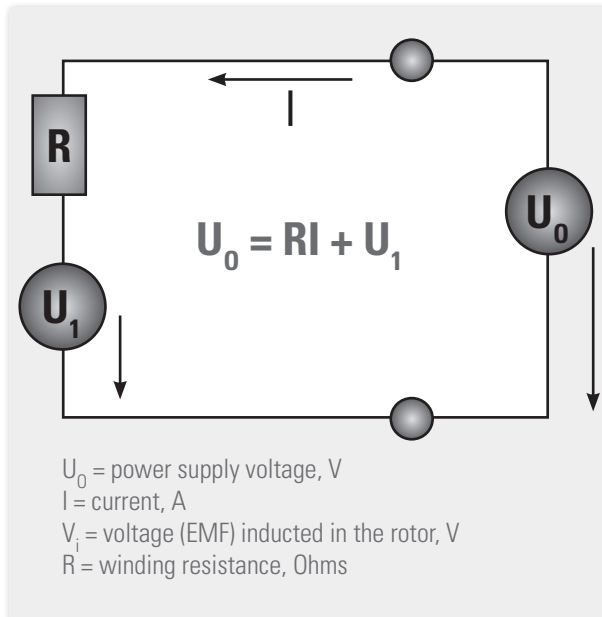 I
R
U₀
U₀ = RI + U₁
U₁
U₀ = power supply voltage, V
I = current, A
Vᵢ = voltage (EMF) inducted in the rotor, V
R = winding resistance, Ohms